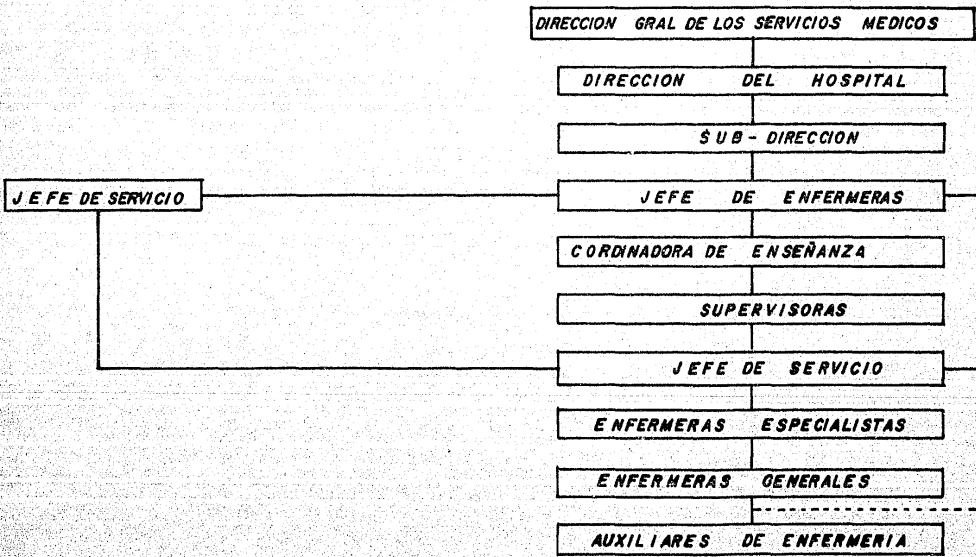 DIRECCION GRAL DE LOS SERVICIOS MEDICOS
DIRECCION DEL HOSPITAL
SUB-DIRECCION
JEFE DE SERVICIO
JEFE DE ENFERMERAS
CORDINADORA DE ENSEÑANZA
SUPERVISORAS
JEFE DE SERVICIO
ENFERMERAS ESPECIALISTAS
ENFERMERAS GENERALES
AUXILIARES DE ENFERMERIA